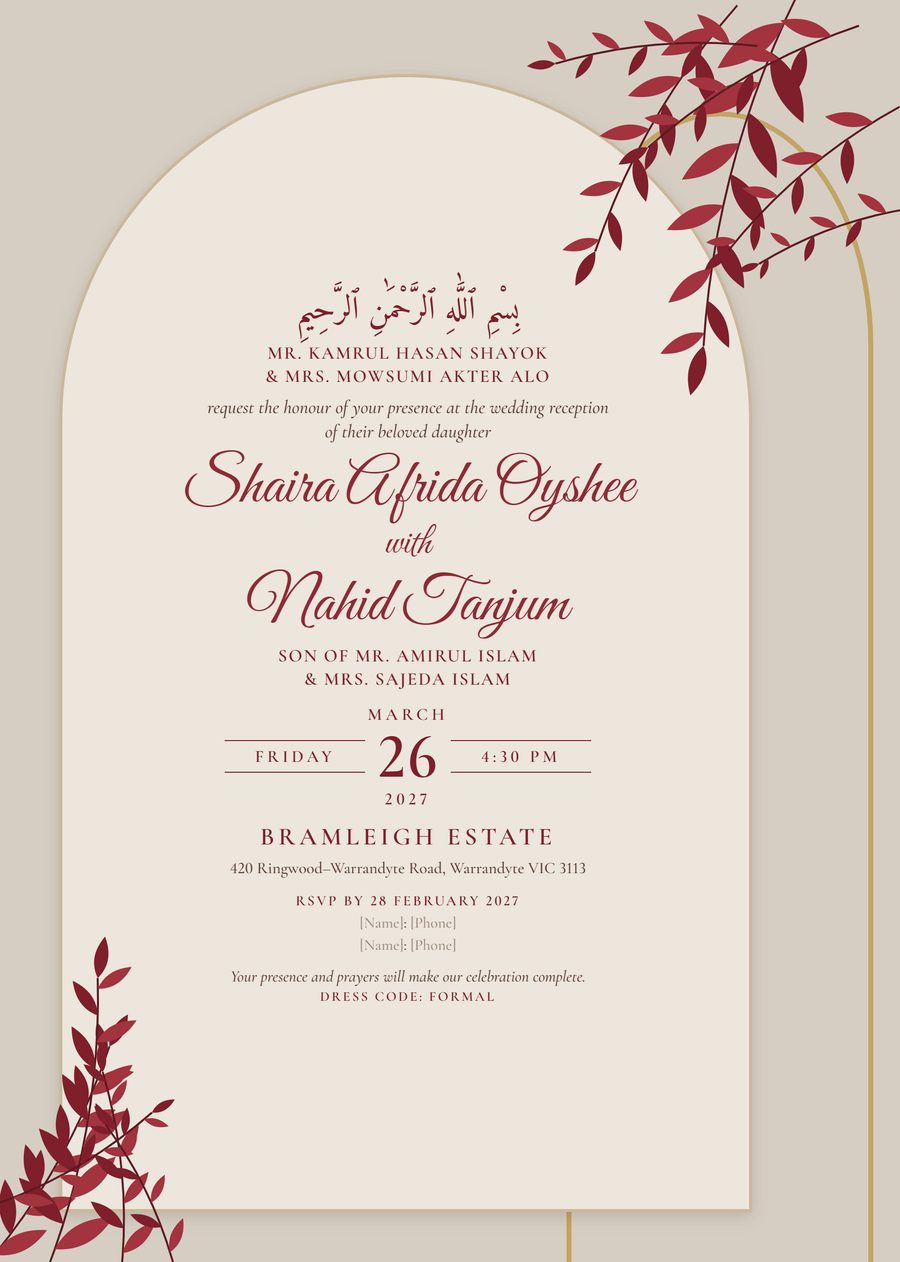 بِسْمِ ٱللَّٰهِ ٱلرَّحْمَٰنِ ٱلرَّحِيمِ
MR. KAMRUL HASAN SHAYOK
& MRS. MOWSUMI AKTER ALO
request the honour of your presence at the wedding reception
of their beloved daughter
Shaira Afrida Oyshee
with
Nahid Tanjum
SON OF MR. AMIRUL ISLAM
& MRS. SAJEDA ISLAM
MARCH
FRIDAY 26 4:30 PM
2027
BRAMLEIGH ESTATE
420 Ringwood–Warrandyte Road, Warrandyte VIC 3113
RSVP BY 28 FEBRUARY 2027
[Name]: [Phone]
[Name]: [Phone]
Your presence and prayers will make our celebration complete.
DRESS CODE: FORMAL